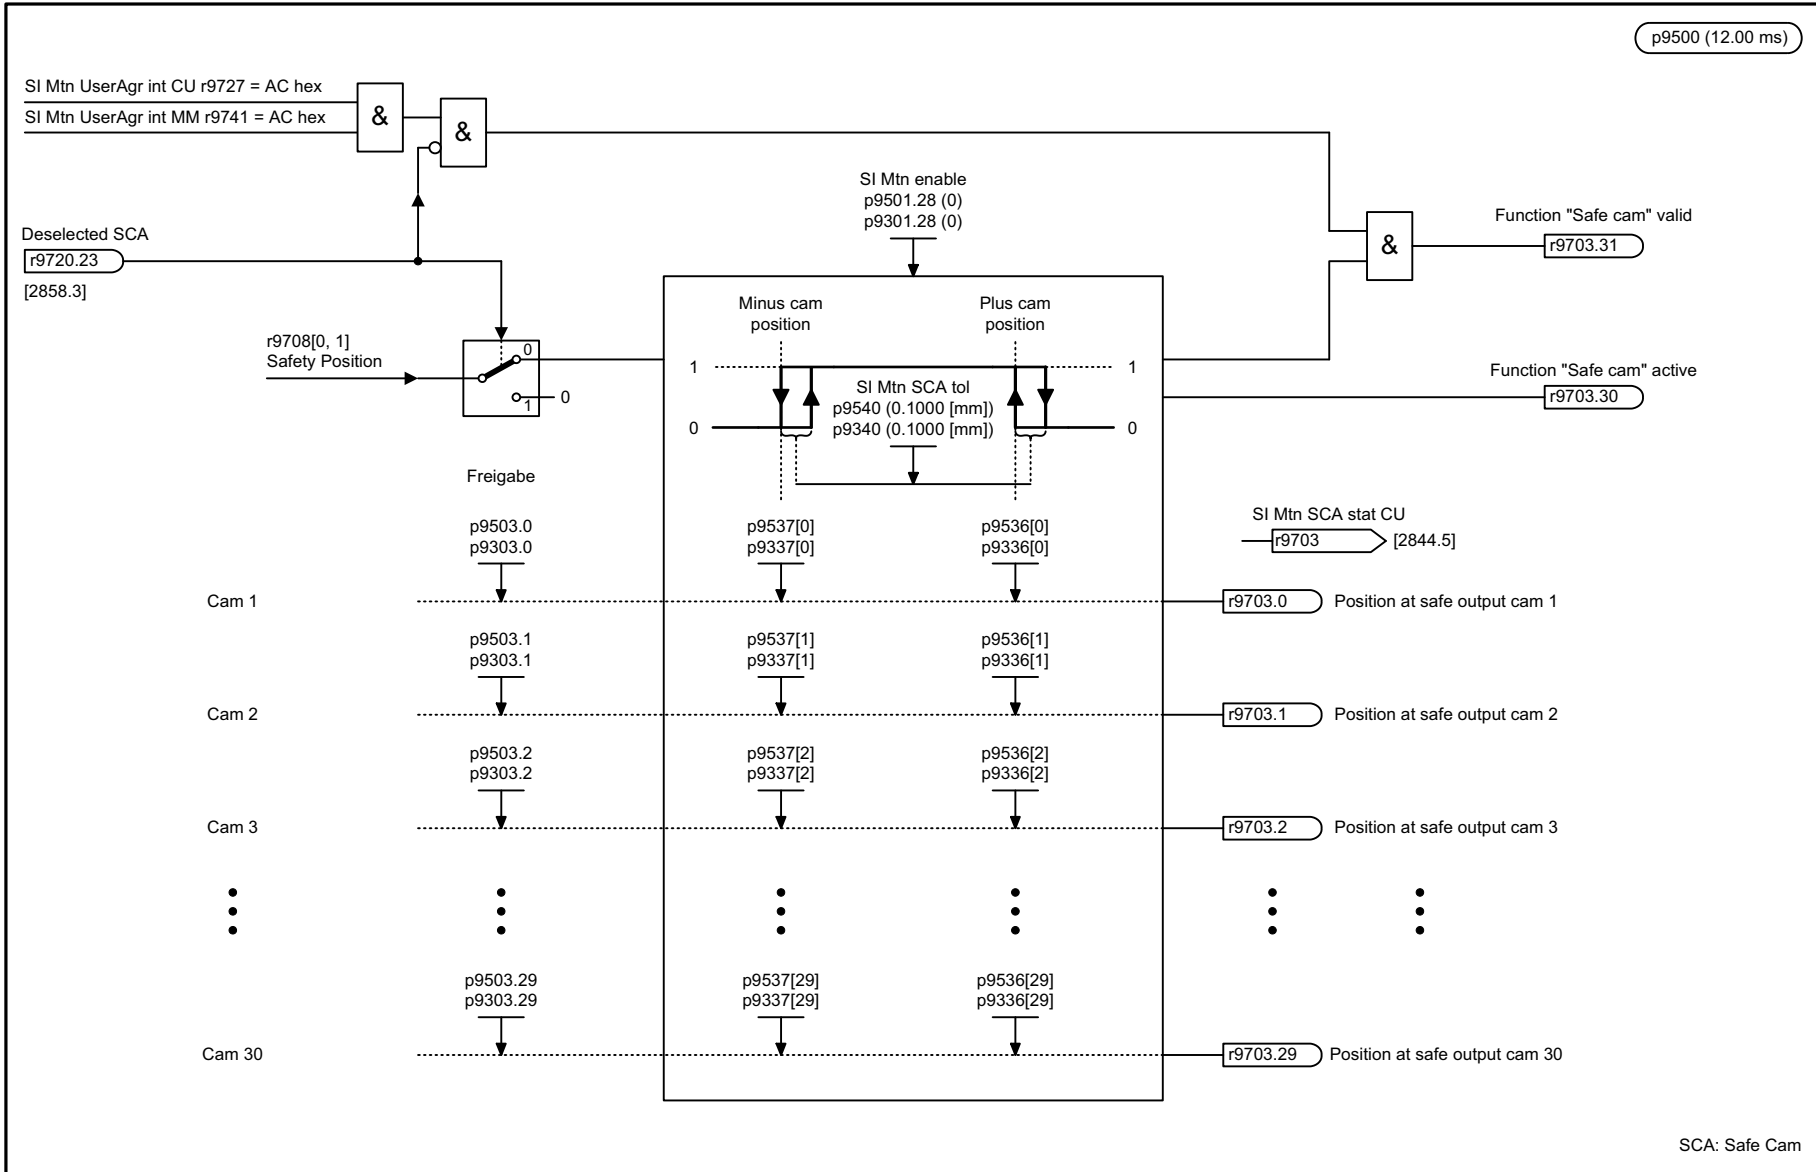 p9500 (12.00 ms)
SI Mtn UserAgr int CU r9727 = AC hex
SI Mtn UserAgr int MM r9741 = AC hex
&
&
SI Mtn enable
p9501.28 (0)
p9301.28 (0)
Deselected SCA
r9720.23
[2858.3]
&
Function "Safe cam" valid
r9703.31
Minus cam
position
Plus cam
position
r9708[0, 1]
Safety Position
0
1
0
1
1
0
0
SI Mtn SCA tol
p9540 (0.1000 [mm])
p9340 (0.1000 [mm])
Function "Safe cam" active
r9703.30
Freigabe
SI Mtn SCA stat CU
r9703
[2844.5]
p9503.0
p9303.0
p9537[0]
p9337[0]
p9536[0]
p9336[0]
Cam 1
r9703.0
Position at safe output cam 1
p9503.1
p9303.1
p9537[1]
p9337[1]
p9536[1]
p9336[1]
Cam 2
r9703.1
Position at safe output cam 2
p9503.2
p9303.2
p9537[2]
p9337[2]
p9536[2]
p9336[2]
Cam 3
r9703.2
Position at safe output cam 3
p9503.29
p9303.29
p9537[29]
p9337[29]
p9536[29]
p9336[29]
Cam 30
r9703.29
Position at safe output cam 30
SCA: Safe Cam